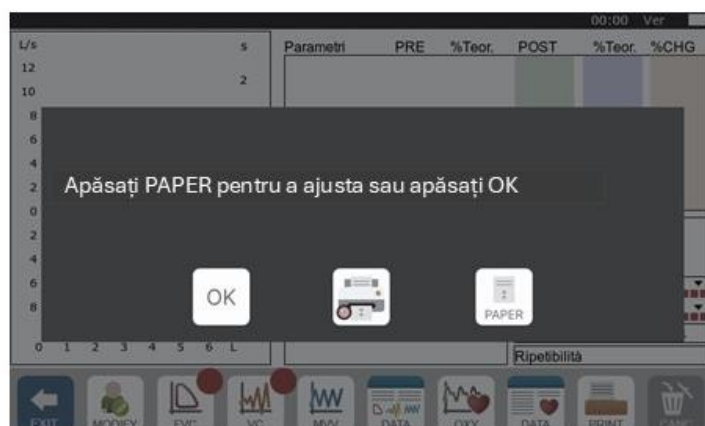 00:00 Ver
L/s s Parametri PRE %Teor. POST %Teor. %CHG
12
2
10
8
6
4
Apăsați PAPER pentru a ajusta sau apăsați OK
2
0
2
4
6
OK
PAPER
8
0 1 2 3 4 5 6 L
Ripetibilità
EXIT MODIFY FVC VC MVV DATA OXY DATA PRINT CANC